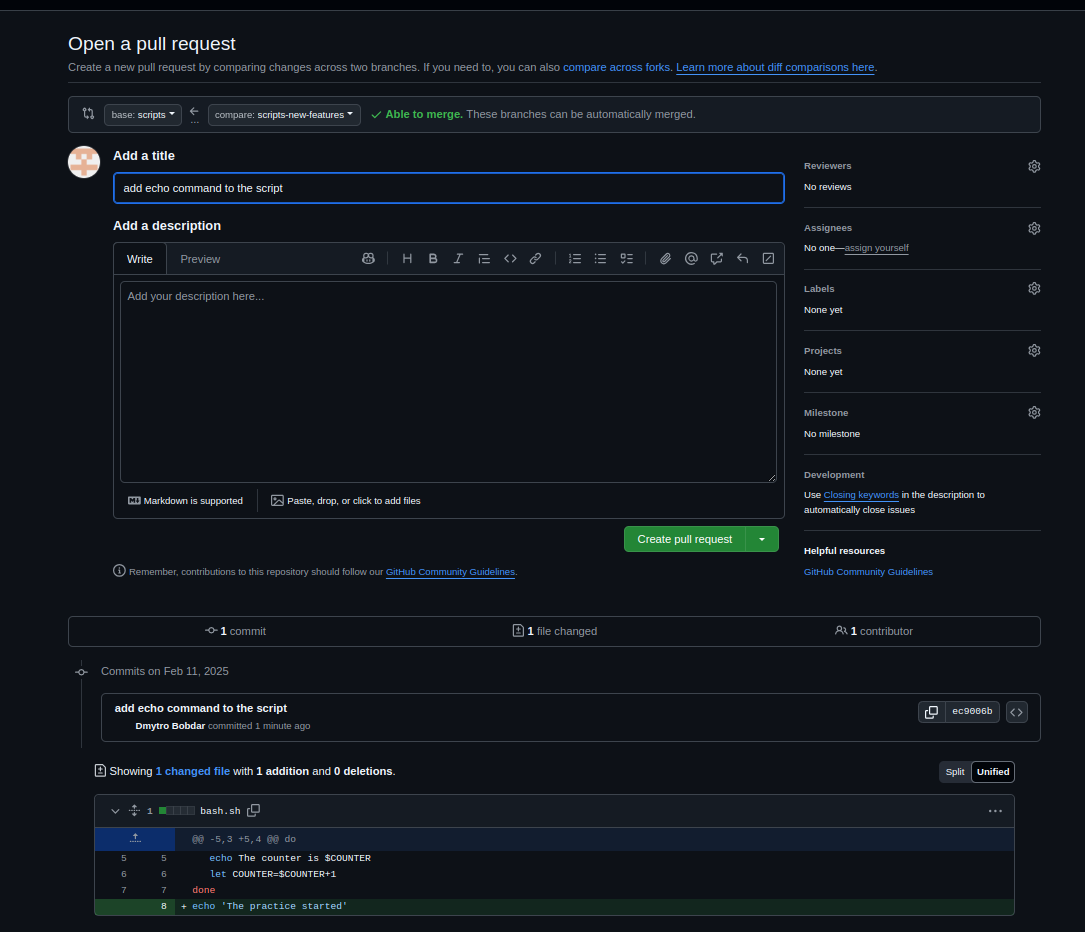 Open a pull request
Create a new pull request by comparing changes across two branches. If you need to, you can also compare across forks. Learn more about diff comparisons here.
base: scripts
...
compare: scripts-new-features
Able to merge. These branches can be automatically merged.
Add a title
add echo command to the script
Add a description
Write Preview
Add your description here...
Markdown is supported
Paste, drop, or click to add files
Create pull request
Remember, contributions to this repository should follow our GitHub Community Guidelines.
Reviewers
No reviews
Assignees
No one—assign yourself
Labels
None yet
Projects
None yet
Milestone
No milestone
Development
Use Closing keywords in the description to
automatically close issues
Helpful resources
GitHub Community Guidelines
1 commit
1 file changed
1 contributor
Commits on Feb 11, 2025
add echo command to the script
Dmytro Bobdar committed 1 minute ago
ec9006b
Showing 1 changed file with 1 addition and 0 deletions.
Split Unified
1 bash.sh
@@ -5,3 +5,4 @@ do
5 5 echo The counter is $COUNTER
6 6 let COUNTER=$COUNTER+1
7 7 done
8 + echo 'The practice started'